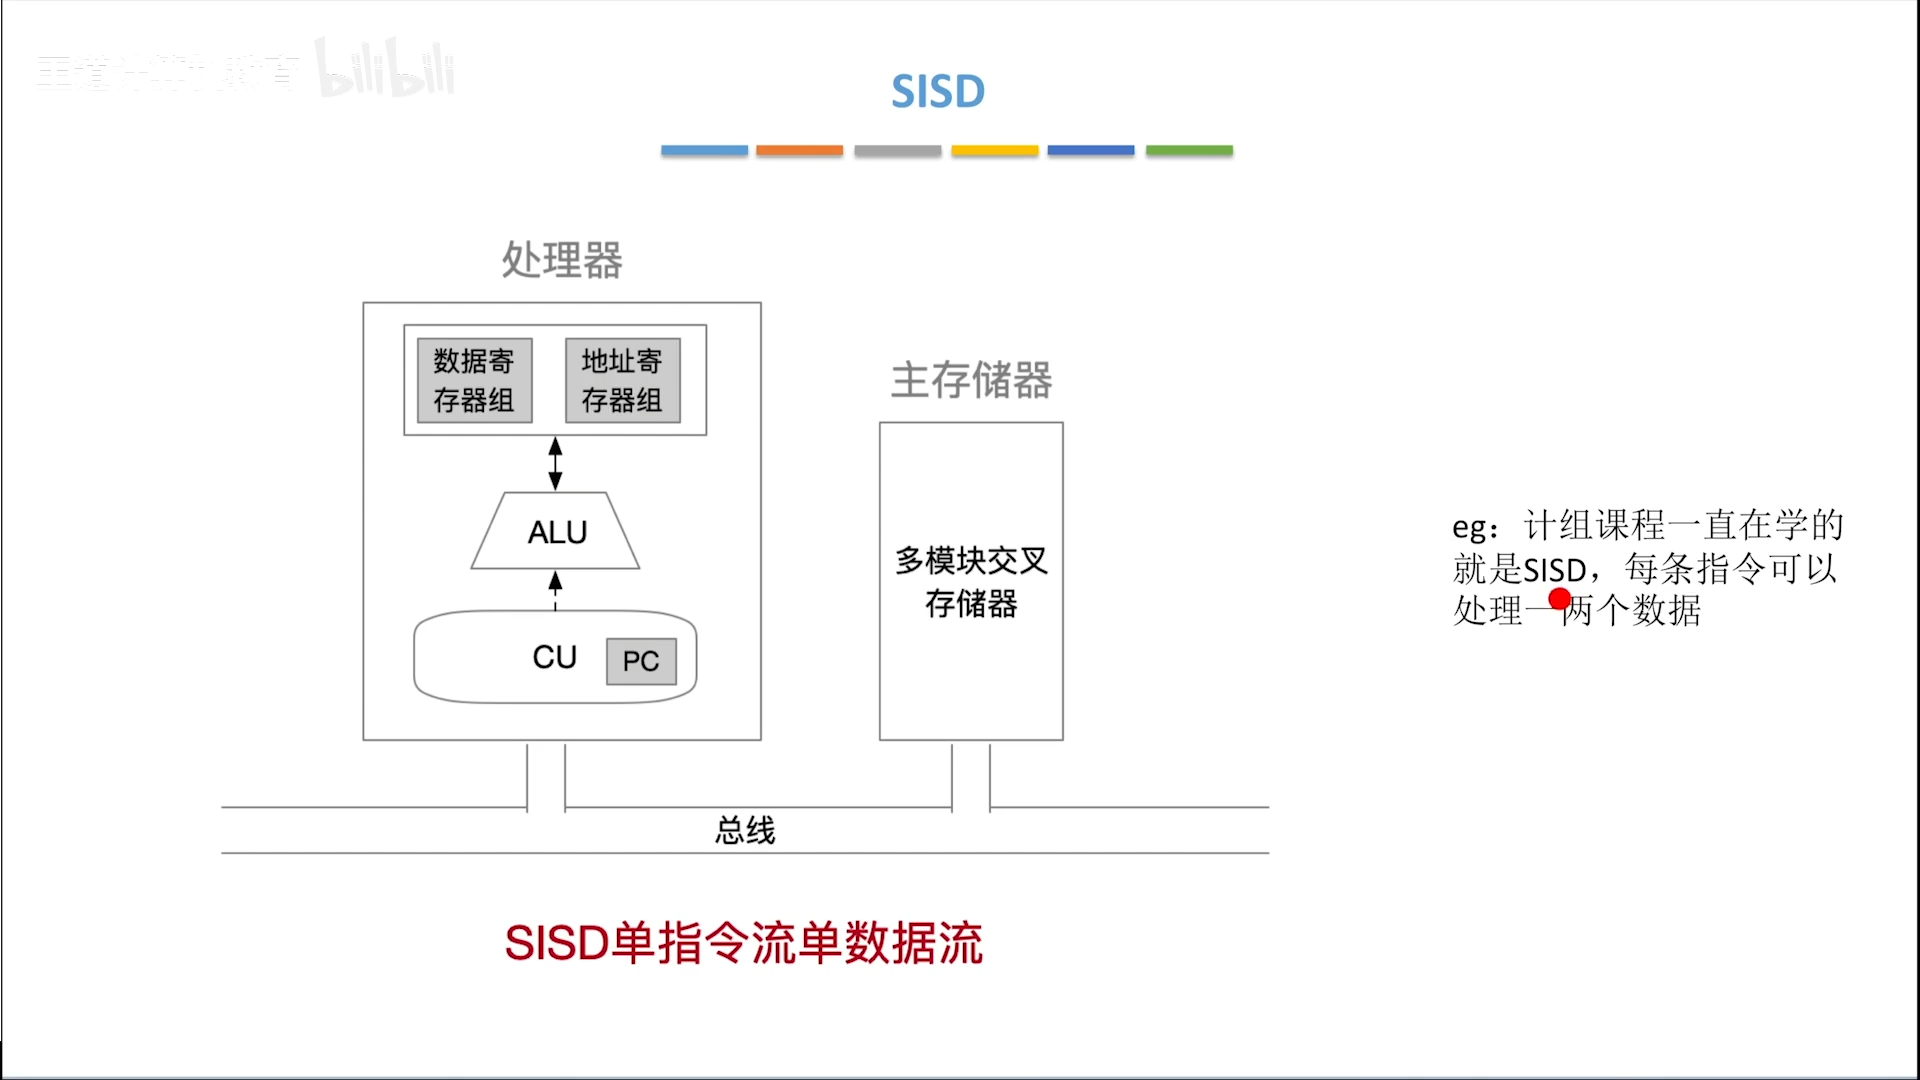 王道计算机教育 bilibili
SISD
处理器
数据寄
存器组
地址寄
存器组
ALU
CU
PC
主存储器
多模块交叉
存储器
总线
eg：计组课程一直在学的
就是SISD，每条指令可以
处理一两个数据
SISD单指令流单数据流